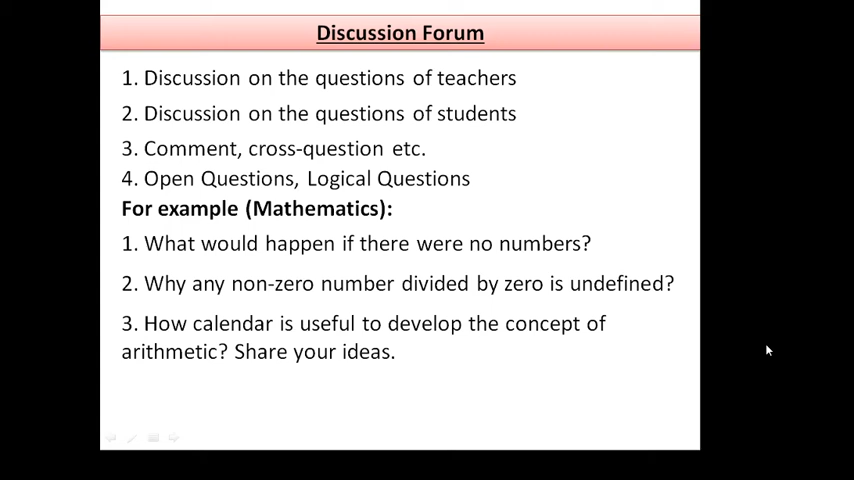 Discussion Forum
1. Discussion on the questions of teachers
2. Discussion on the questions of students
3. Comment, cross-question etc.
4. Open Questions, Logical Questions
For example (Mathematics):
1. What would happen if there were no numbers?
2. Why any non-zero number divided by zero is undefined?
3. How calendar is useful to develop the concept of
arithmetic? Share your ideas.